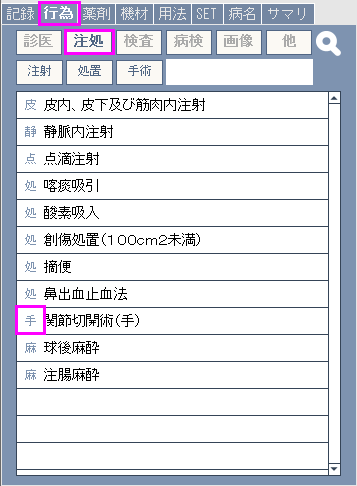 記録 行為 薬剤 機材 用法 SET 病名 サマリ
診医 注処 検査 病検 画像 他
注射 処置 手術
皮 皮内、皮下及び筋肉内注射
静 静脈内注射
点 点滴注射
処 喀痰吸引
処 酸素吸入
処 創傷処置(100cm2未満)
処 摘便
処 鼻出血止血法
手 関節切開術(手)
麻 球後麻酔
麻 注腸麻酔